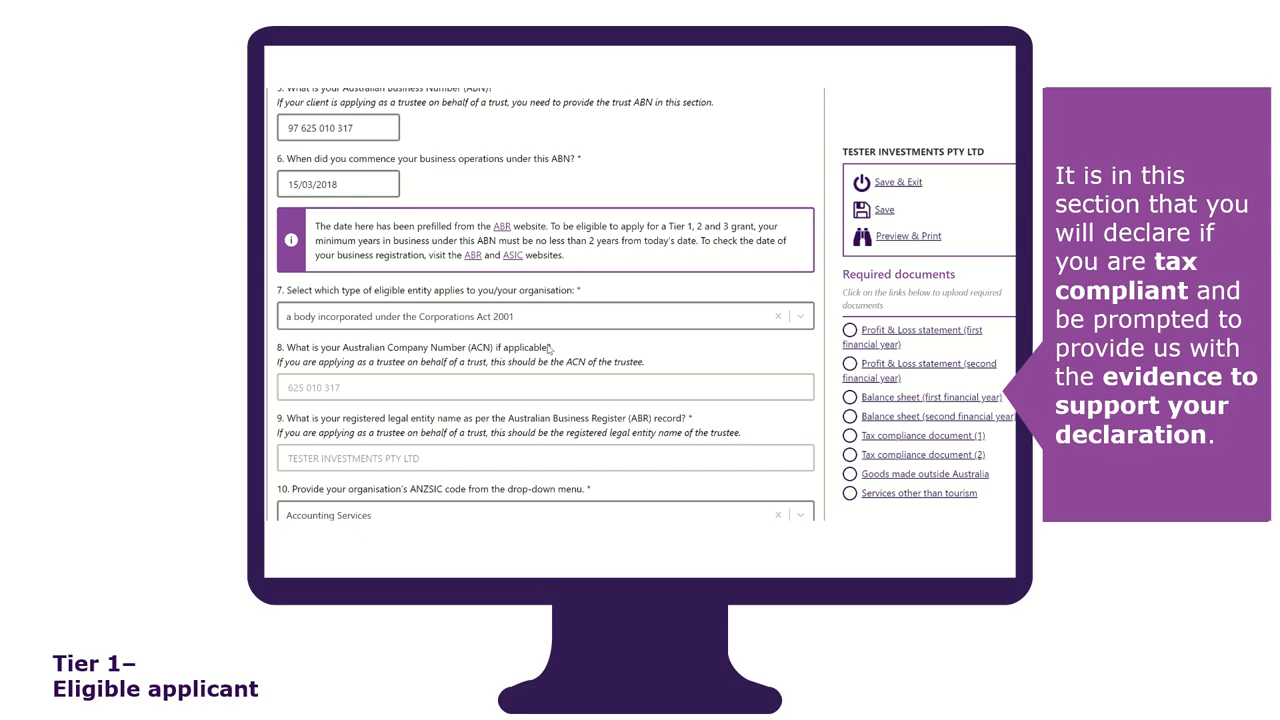 5. What is your Australian Business Number (ABN)?
If your client is applying as a trustee on behalf of a trust, you need to provide the trust ABN in this section.
97 625 010 317
6. When did you commence your business operations under this ABN? *
15/03/2018
The date here has been prefilled from the ABR website. To be eligible to apply for a Tier 1, 2 and 3 grant, your
minimum years in business under this ABN must be no less than 2 years from today's date. To check the date of
your business registration, visit the ABR and ASIC websites.
7. Select which type of eligible entity applies to you/your organisation: *
a body incorporated under the Corporations Act 2001
8. What is your Australian Company Number (ACN) if applicable*
If you are applying as a trustee on behalf of a trust, this should be the ACN of the trustee.
625 010 317
9. What is your registered legal entity name as per the Australian Business Register (ABR) record? *
If you are applying as a trustee on behalf of a trust, this should be the registered legal entity name of the trustee.
TESTER INVESTMENTS PTY LTD
10. Provide your organisation's ANZSIC code from the drop-down menu. *
Accounting Services
TESTER INVESTMENTS PTY LTD
Save & Exit
Save
Preview & Print
Required documents
Click on the links below to upload required
documents
Profit & Loss statement (first
financial year)
Profit & Loss statement (second
financial year)
Balance sheet (first financial year)
Balance sheet (second financial year)
Tax compliance document (1)
Tax compliance document (2)
Goods made outside Australia
Services other than tourism
It is in this
section that you
will declare if
you are tax
compliant and
be prompted to
provide us with
the evidence to
support your
declaration.
Tier 1–
Eligible applicant